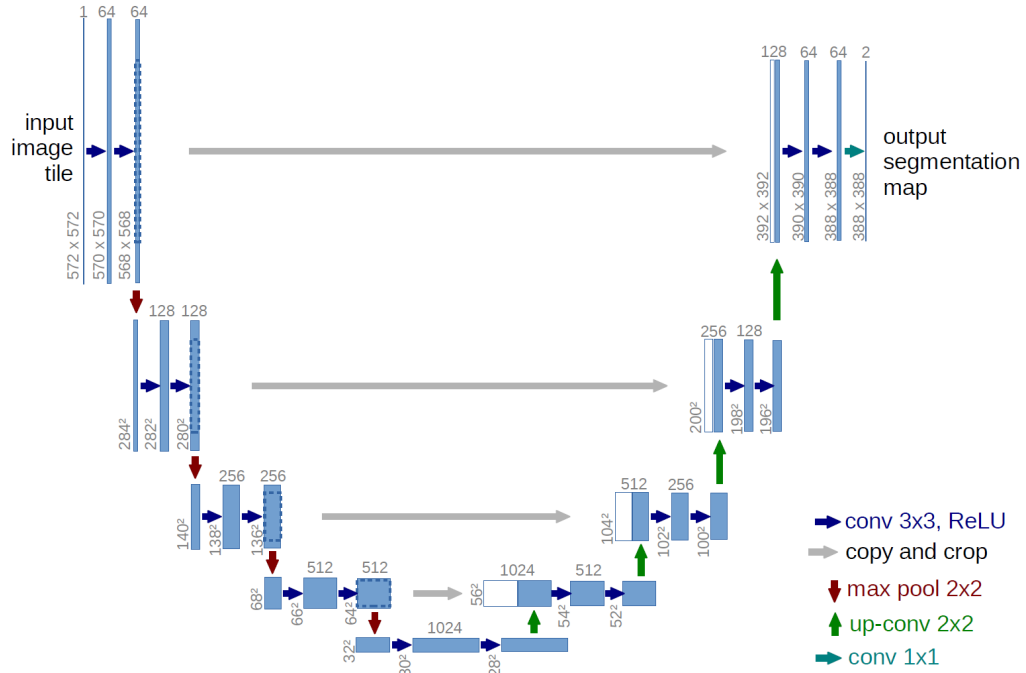 1 64 64
128 64 64 2
input
image
tile
output
segmentation
map
572 x 572
570 x 570
568 x 568
392 x 392
390 x 390
388 x 388
388 x 388
128 128
256 128
284²
282²
280²
200²
198²
196²
256 256
512 256
140²
138²
136²
104²
102²
100²
512 512
1024 512
68²
66²
64²
56²
54²
52²
1024
32²
30²
28²
conv 3x3, ReLU
copy and crop
max pool 2x2
up-conv 2x2
conv 1x1